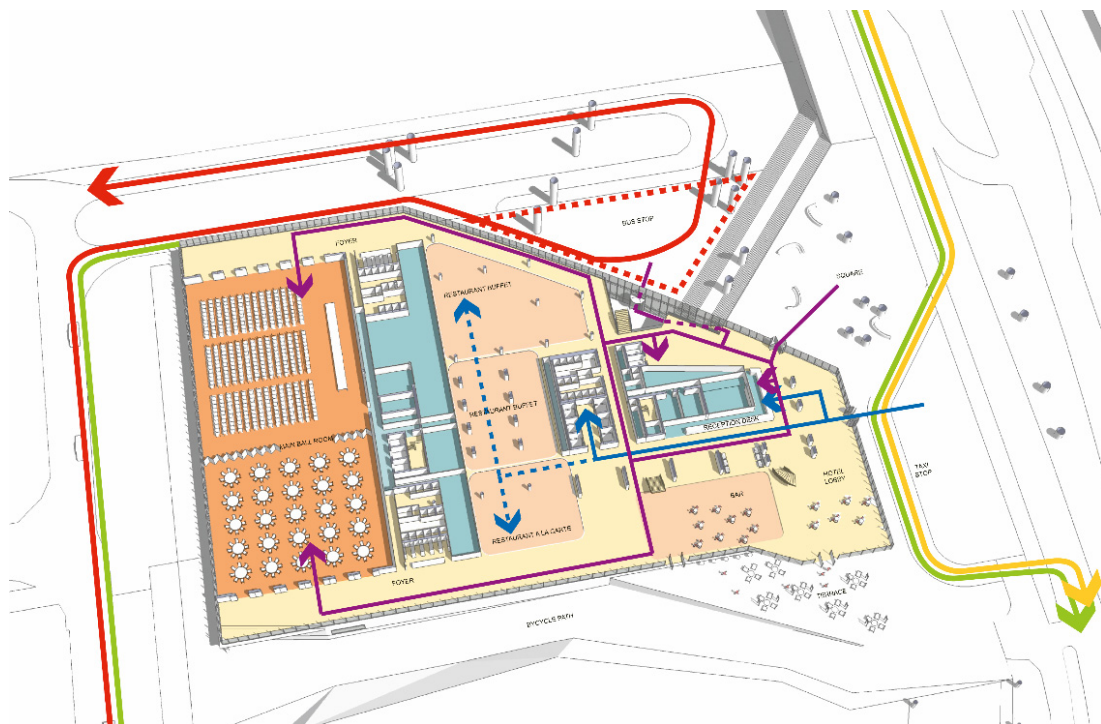 BUS STOP
SQUARE
FOYER
RESTAURANT BUFFET
RESTAURANT BUFFET
RECEPTION DESK
MAIN BALL ROOM
TAXI
STOP
HOTEL
LOBBY
BAR
RESTAURANT A LA CARTE
FOYER
TERRACE
BYCYCLE PATH